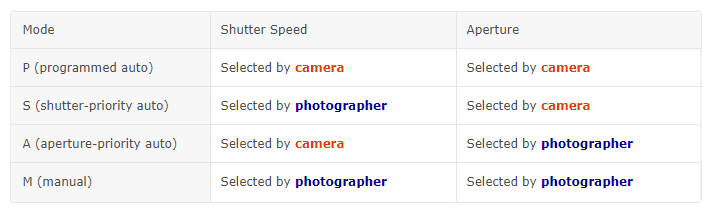 Mode Shutter Speed Aperture
P (programmed auto) Selected by camera Selected by camera
S (shutter-priority auto) Selected by photographer Selected by camera
A (aperture-priority auto) Selected by camera Selected by photographer
M (manual) Selected by photographer Selected by photographer